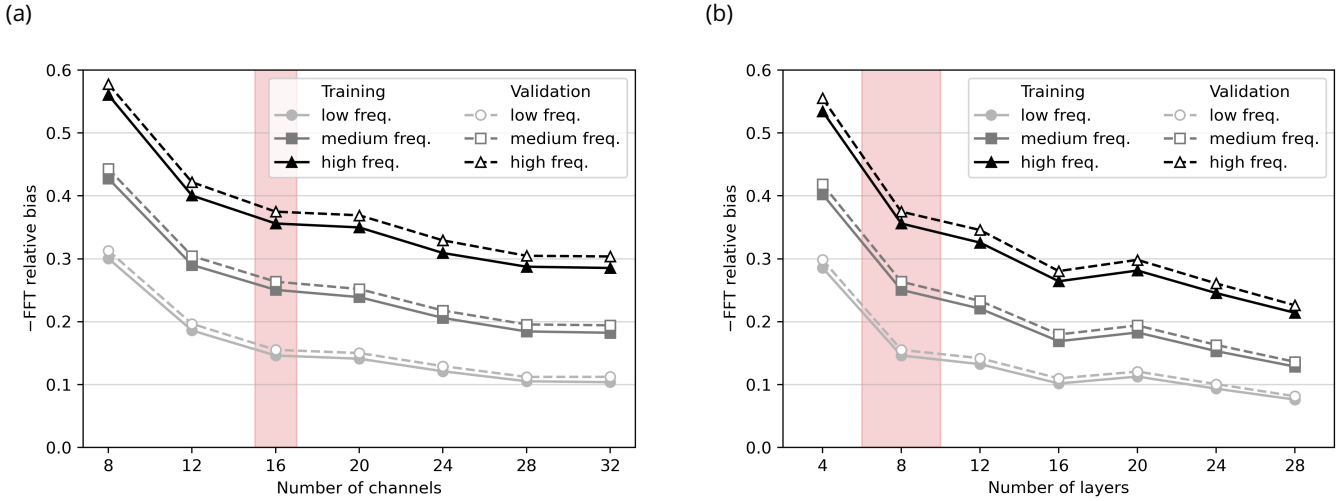 (a)
0.6
0.5
0.4
0.3
0.2
0.1
0.0
−FFT relative bias
Training Validation
low freq. low freq.
medium freq. medium freq.
high freq. high freq.
8 12 16 20 24 28 32
Number of channels
(b)
0.6
0.5
0.4
0.3
0.2
0.1
0.0
−FFT relative bias
Training Validation
low freq. low freq.
medium freq. medium freq.
high freq. high freq.
4 8 12 16 20 24 28
Number of layers